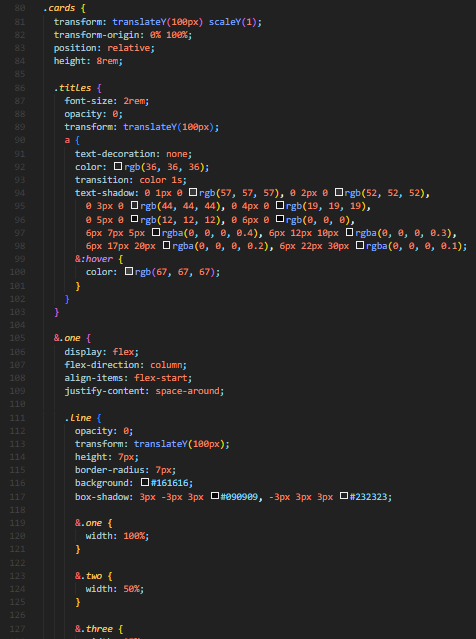 80 .cards {
81 transform: translateY(100px) scaleY(1);
82 transform-origin: 0% 100%;
83 position: relative;
84 height: 8rem;
85
86 .titles {
87 font-size: 2rem;
88 opacity: 0;
89 transform: translateY(100px);
90 a {
91 text-decoration: none;
92 color: rgb(36, 36, 36);
93 transition: color 1s;
94 text-shadow: 0 1px 0 rgb(57, 57, 57), 0 2px 0 rgb(52, 52, 52),
95 0 3px 0 rgb(44, 44, 44), 0 4px 0 rgb(19, 19, 19),
96 0 5px 0 rgb(12, 12, 12), 0 6px 0 rgb(0, 0, 0),
97 6px 7px 5px rgba(0, 0, 0, 0.4), 6px 12px 10px rgba(0, 0, 0, 0.3),
98 6px 17px 20px rgba(0, 0, 0, 0.2), 6px 22px 30px rgba(0, 0, 0, 0.1);
99 &:hover {
100 color: rgb(67, 67, 67);
101 }
102 }
103 }
104
105 &.one {
106 display: flex;
107 flex-direction: column;
108 align-items: flex-start;
109 justify-content: space-around;
110
111 .line {
112 opacity: 0;
113 transform: translateY(100px);
114 height: 7px;
115 border-radius: 7px;
116 background: #161616;
117 box-shadow: 3px -3px 3px #090909, -3px 3px 3px #232323;
118
119 &.one {
120 width: 100%;
121 }
122
123 &.two {
124 width: 50%;
125 }
126
127 &.three {